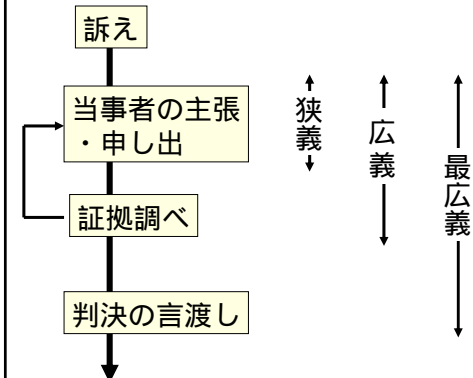 訴え
当事者の主張
・申し出
証拠調べ
判決の言渡し
狭義
広義
最広義